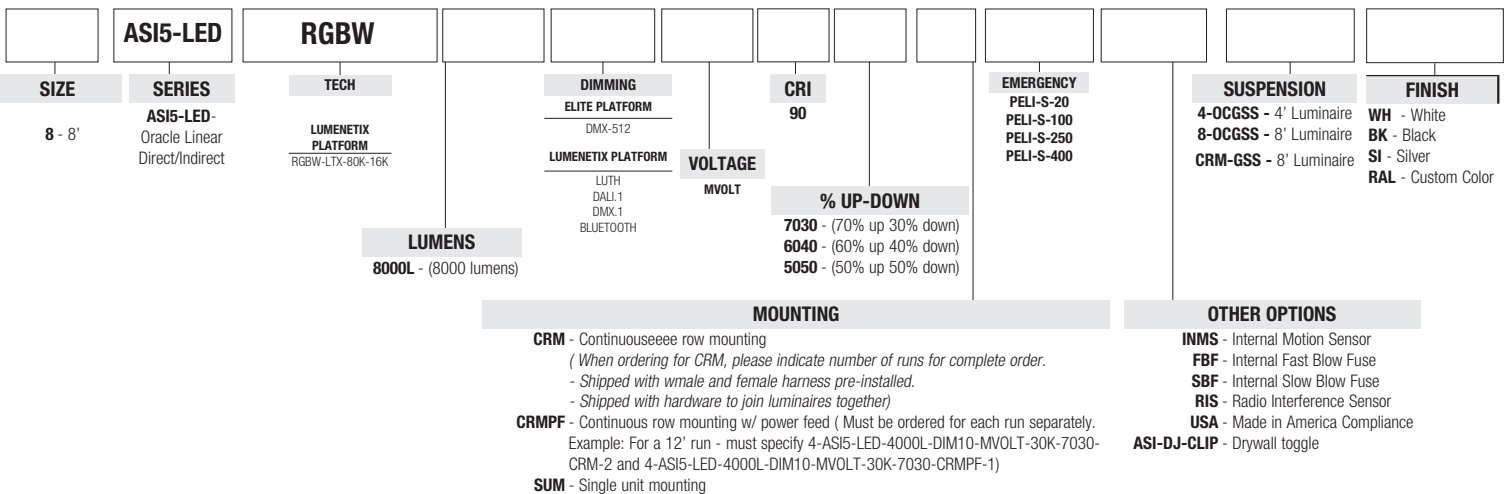 ASI5-LED RGBW
SIZE
8 - 8'
SERIES
ASI5-LED-
Oracle Linear
Direct/Indirect
TECH
LUMENETIX
PLATFORM
RGBW-LTX-80K-16K
LUMENS
8000L - (8000 lumens)
DIMMING
ELITE PLATFORM
DMX-512
LUMENETIX PLATFORM
LUTH
DALI.1
DMX.1
BLUETOOTH
VOLTAGE
MVOLT
CRI
90
% UP-DOWN
7030 - (70% up 30% down)
6040 - (60% up 40% down)
5050 - (50% up 50% down)
MOUNTING
CRM - Continuouseeee row mounting
( When ordering for CRM, please indicate number of runs for complete order.
- Shipped with wmale and female harness pre-installed.
- Shipped with hardware to join luminaires together)
CRMPF - Continuous row mounting w/ power feed ( Must be ordered for each run separately.
Example: For a 12' run - must specify 4-ASI5-LED-4000L-DIM10-MVOLT-30K-7030-
CRM-2 and 4-ASI5-LED-4000L-DIM10-MVOLT-30K-7030-CRMPF-1)
SUM - Single unit mounting
EMERGENCY
PELI-S-20
PELI-S-100
PELI-S-250
PELI-S-400
OTHER OPTIONS
INMS - Internal Motion Sensor
FBF - Internal Fast Blow Fuse
SBF - Internal Slow Blow Fuse
RIS - Radio Interference Sensor
USA - Made in America Compliance
ASI-DJ-CLIP - Drywall toggle
SUSPENSION
4-OCGSS - 4' Luminaire
8-OCGSS - 8' Luminaire
CRM-GSS - 8' Luminaire
FINISH
WH - White
BK - Black
SI - Silver
RAL - Custom Color